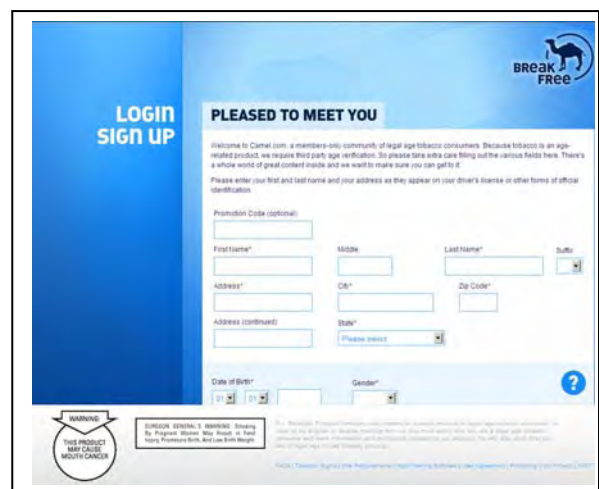 BReaK
FRee
LOGIN
SIGN UP
PLEASED TO MEET YOU
Welcome to Camel.com, a members-only community of legal age tobacco consumers. Because tobacco is an age-
related product, we require third party age verification. So please take extra care filling out the various fields here. There's
a whole world of great content inside and we want to make sure you can get to it.
Please enter your first and last name and your address as they appear on your driver's license or other forms of official
identification.
Promotion Code (optional)
First Name* Middle Last Name* Suffix
Address* City* Zip Code*
Address (continued) State*
Please select
Date of Birth* Gender*
01 01
?
WARNING:
THIS PRODUCT
MAY CAUSE
MOUTH CANCER
SURGEON GENERAL'S WARNING: Smoking
By Pregnant Women May Result in Fetal
Injury, Premature Birth, And Low Birth Weight.